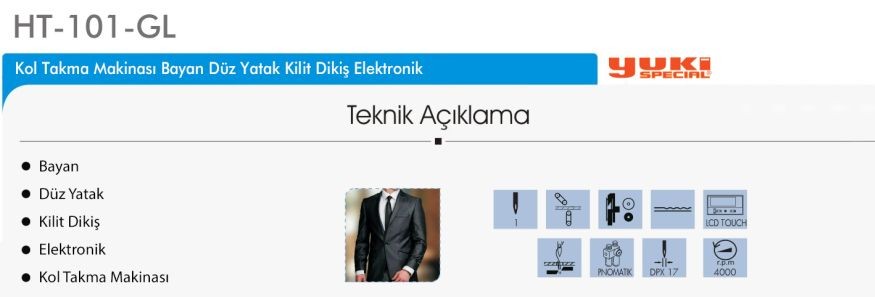 HT-101-GL
Kol Takma Makinası Bayan Düz Yatak Kilit Dikiş Elektronik
YUKI
SPECIAL
Teknik Açıklama
Bayan
Düz Yatak
Kilit Dikiş
Elektronik
Kol Takma Makinası
1
LCD TOUCH
PNOMATIK
DPX 17
r.p.m
4000